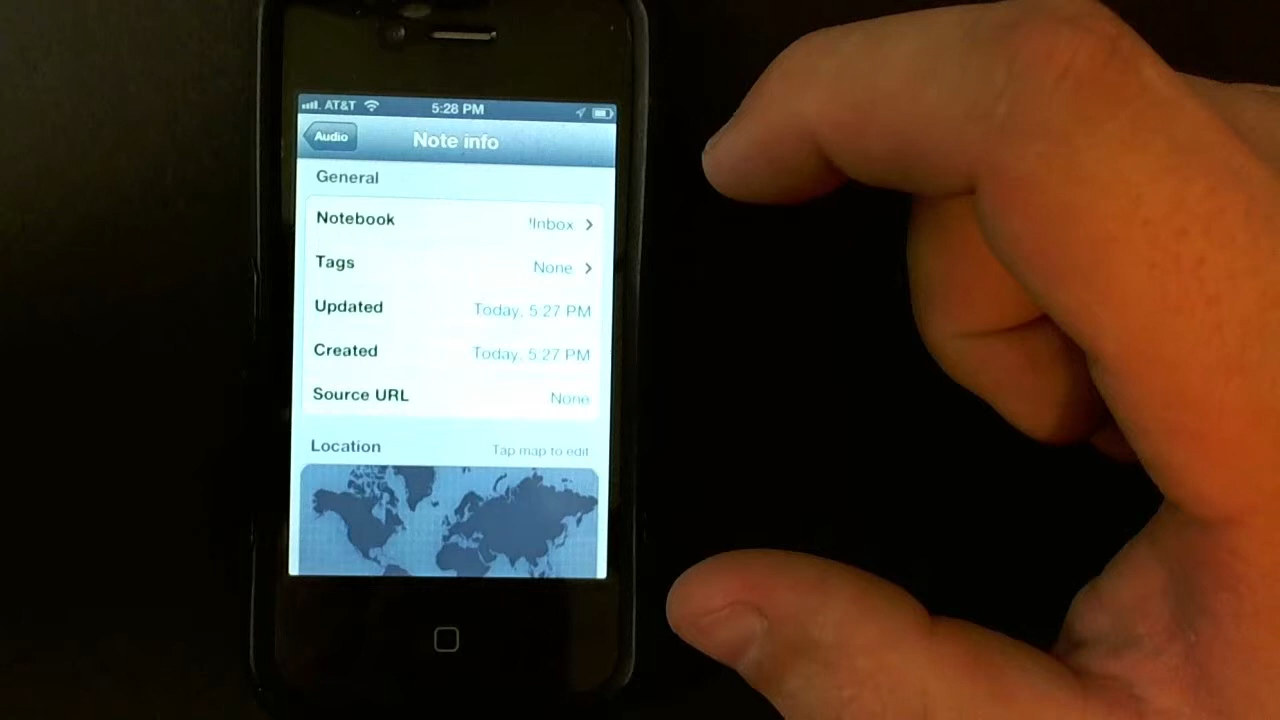 AT&T 5:28 PM
Audio Note info
General
Notebook !Inbox
Tags None
Updated Today, 5:27 PM
Created Today, 5:27 PM
Source URL None
Location Tap map to edit